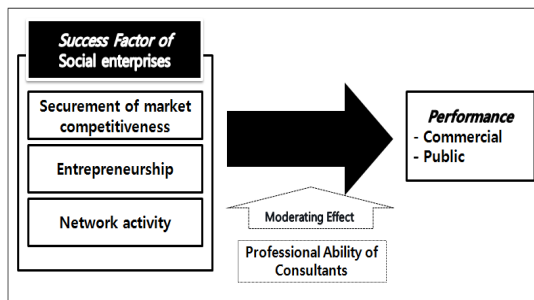 Success Factor of
Social enterprises
Securement of market
competitiveness
Entrepreneurship
Network activity
Performance
- Commercial
- Public
Moderating Effect
Professional Ability of
Consultants